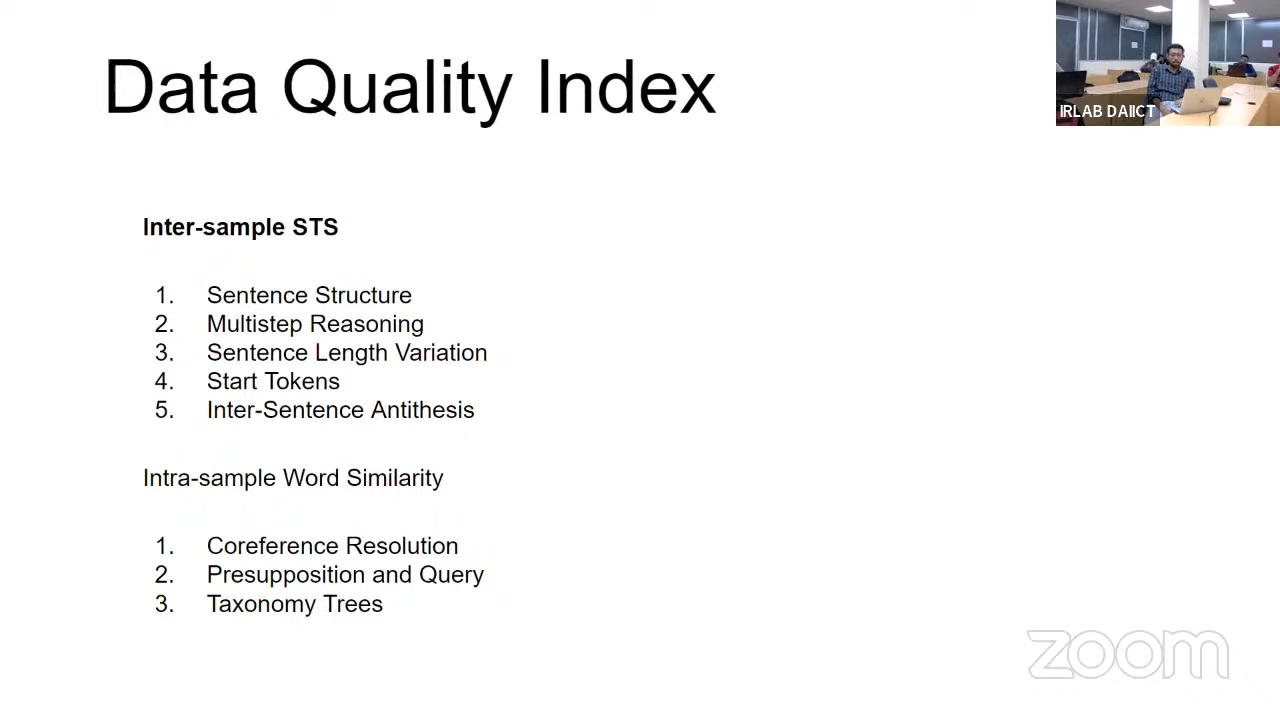 Data Quality Index
IRLAB DAIICT
Inter-sample STS
1. Sentence Structure
2. Multistep Reasoning
3. Sentence Length Variation
4. Start Tokens
5. Inter-Sentence Antithesis
Intra-sample Word Similarity
1. Coreference Resolution
2. Presupposition and Query
3. Taxonomy Trees
zoom